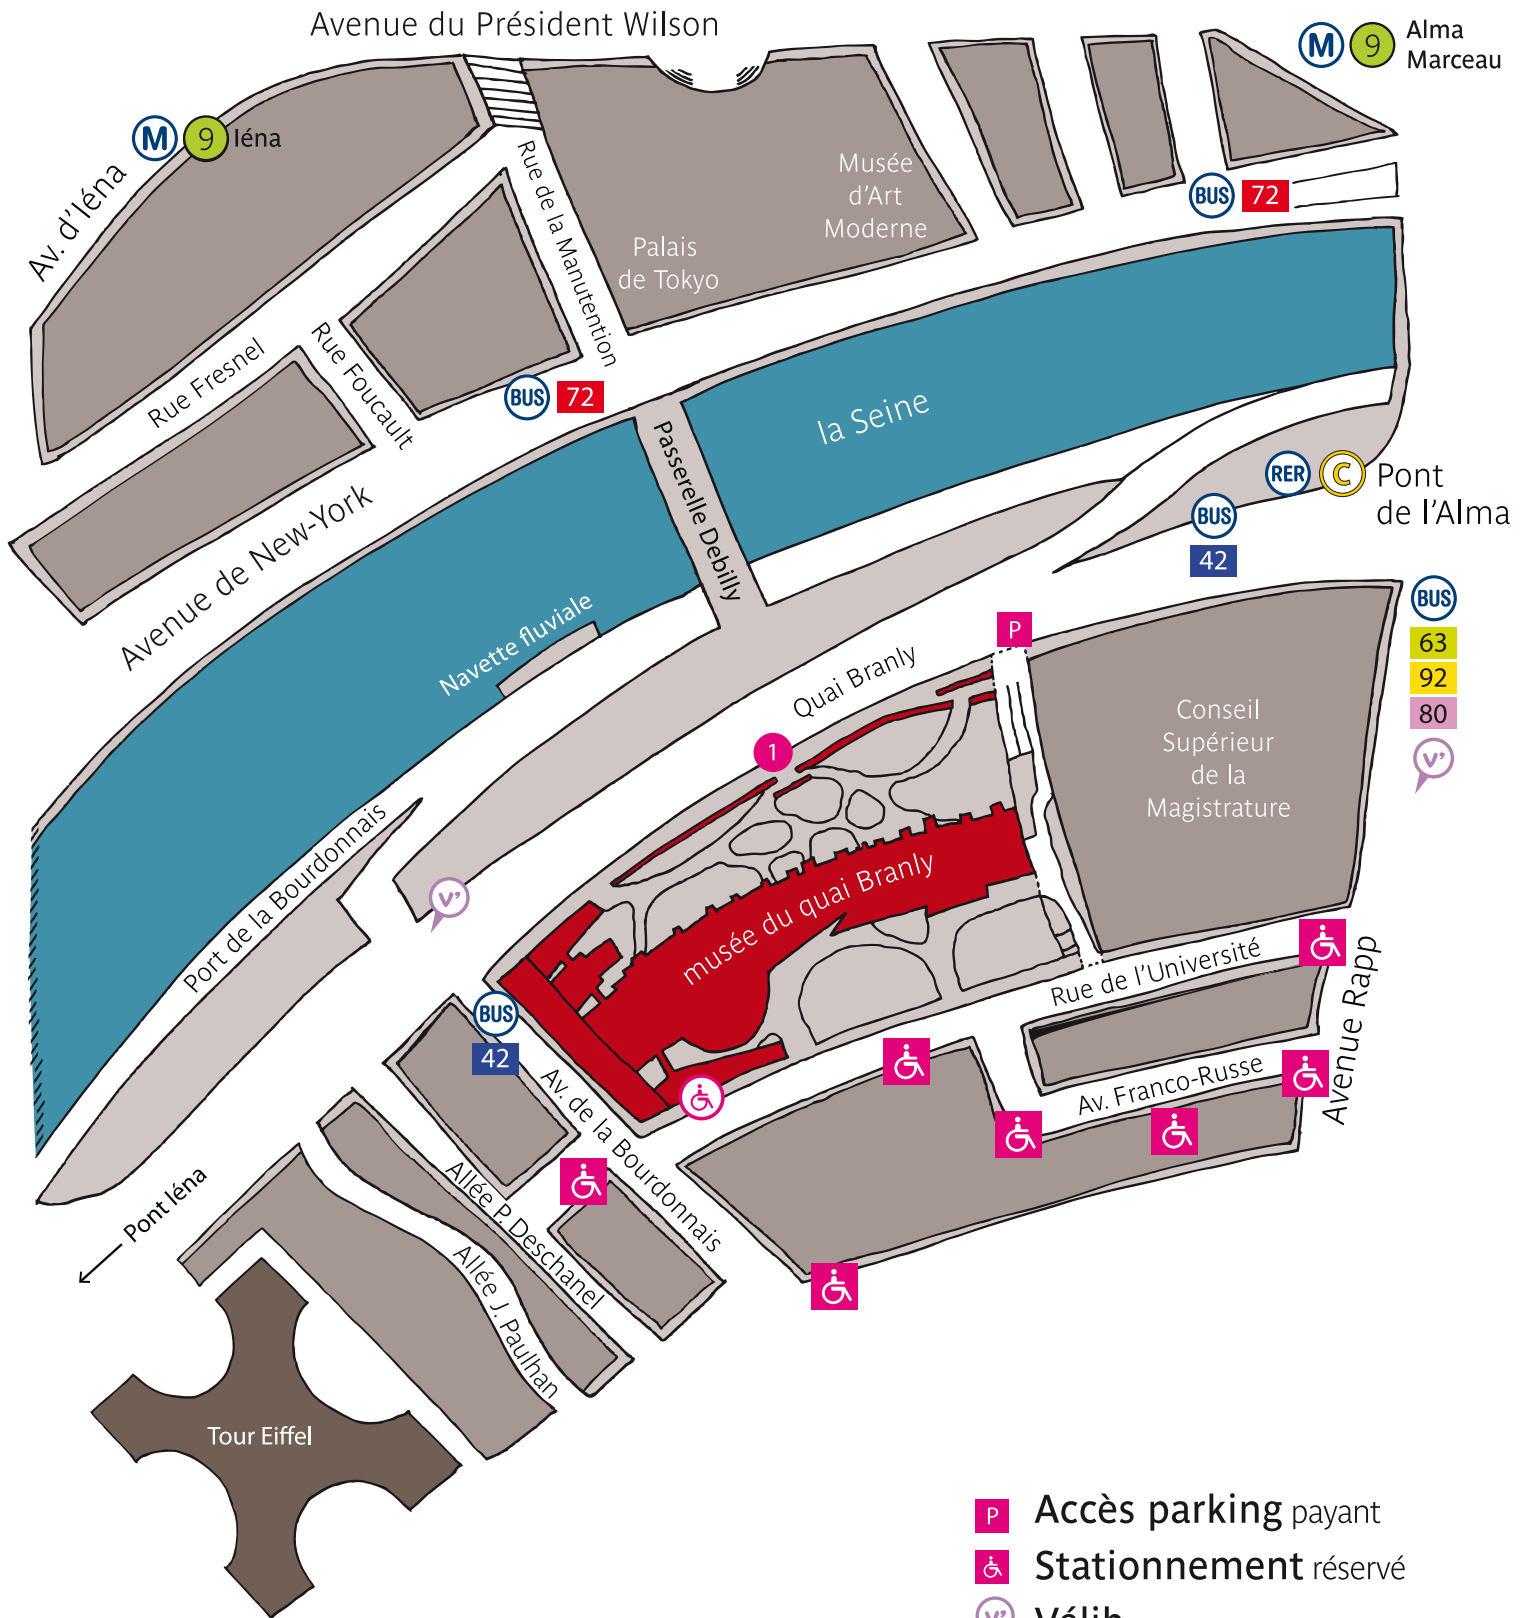 Avenue du Président Wilson
M 9 Alma
Marceau
M 9 Iéna
Av. d'Iéna
Rue de la Manutention
Musée
d'Art
Moderne
Palais
de Tokyo
BUS 72
Rue Fresnel
Rue Foucault
BUS 72
la Seine
Passerelle Debilly
Avenue de New-York
RER C Pont
de l'Alma
BUS
42
Navette fluviale
BUS
63
92
80
V'
P
Quai Branly
1
Conseil
Supérieur
de la
Magistrature
Port de la Bourdonnais
V'
musée du quai Branly
Rue de l'Université
Avenue Rapp
BUS
42
Av. Franco-Russe
Av. de la Bourdonnais
Allée P. Deschanel
Allée J. Paulhan
Pont Iéna
Tour Eiffel
P Accès parking payant
Stationnement réservé
V' Vélib